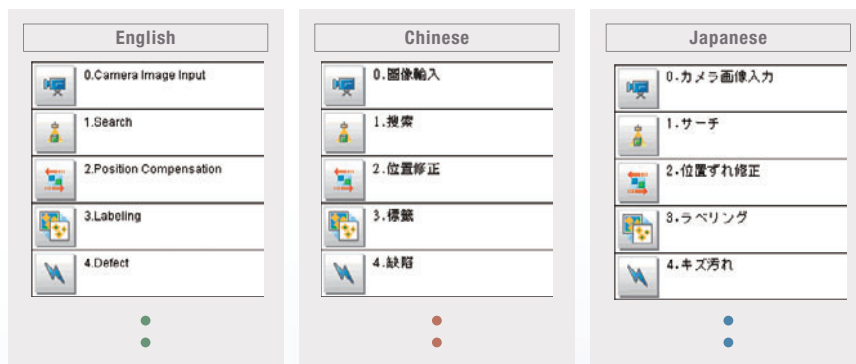 English
0.Camera Image Input
1.Search
2.Position Compensation
3.Labeling
4.Defect
Chinese
0.圖像輸入
1.搜索
2.位置修正
3.標籤
4.缺陷
Japanese
0.カメラ画像入力
1.サーチ
2.位置ずれ修正
3.ラベリング
4.キズ汚れ